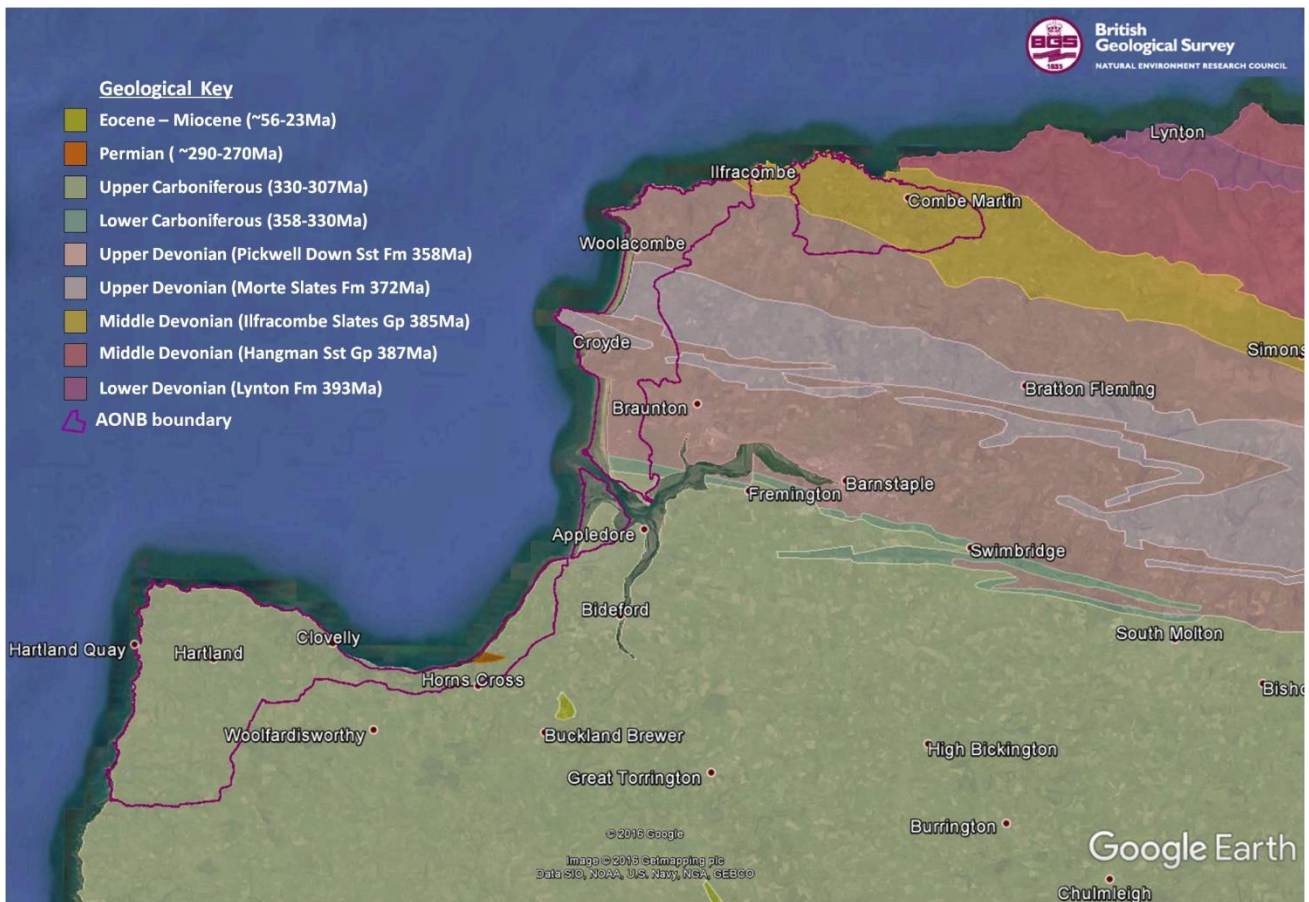 BGS
1835
British
Geological Survey
NATURAL ENVIRONMENT RESEARCH COUNCIL
Geological Key
Eocene – Miocene (~56-23Ma)
Permian ( ~290-270Ma)
Upper Carboniferous (330-307Ma)
Lower Carboniferous (358-330Ma)
Upper Devonian (Pickwell Down Sst Fm 358Ma)
Upper Devonian (Morte Slates Fm 372Ma)
Middle Devonian (Ilfracombe Slates Gp 385Ma)
Middle Devonian (Hangman Sst Gp 387Ma)
Lower Devonian (Lynton Fm 393Ma)
AONB boundary
Lynton
Ilfracombe
Combe Martin
Woolacombe
Croyde
Simons
Bratton Fleming
Braunton
Barnstaple
Fremington
Appledore
Swimbridge
Bideford
South Molton
Hartland Quay
Hartland
Clovelly
Horns Cross
Bisho
Woolfardisworthy
Buckland Brewer
High Bickington
Great Torrington
Burrington
© 2016 Google
Image © 2016 Getmapping plc
Data SIO, NOAA, U.S. Navy, NGA, GEBCO
Google Earth
Chulmleigh